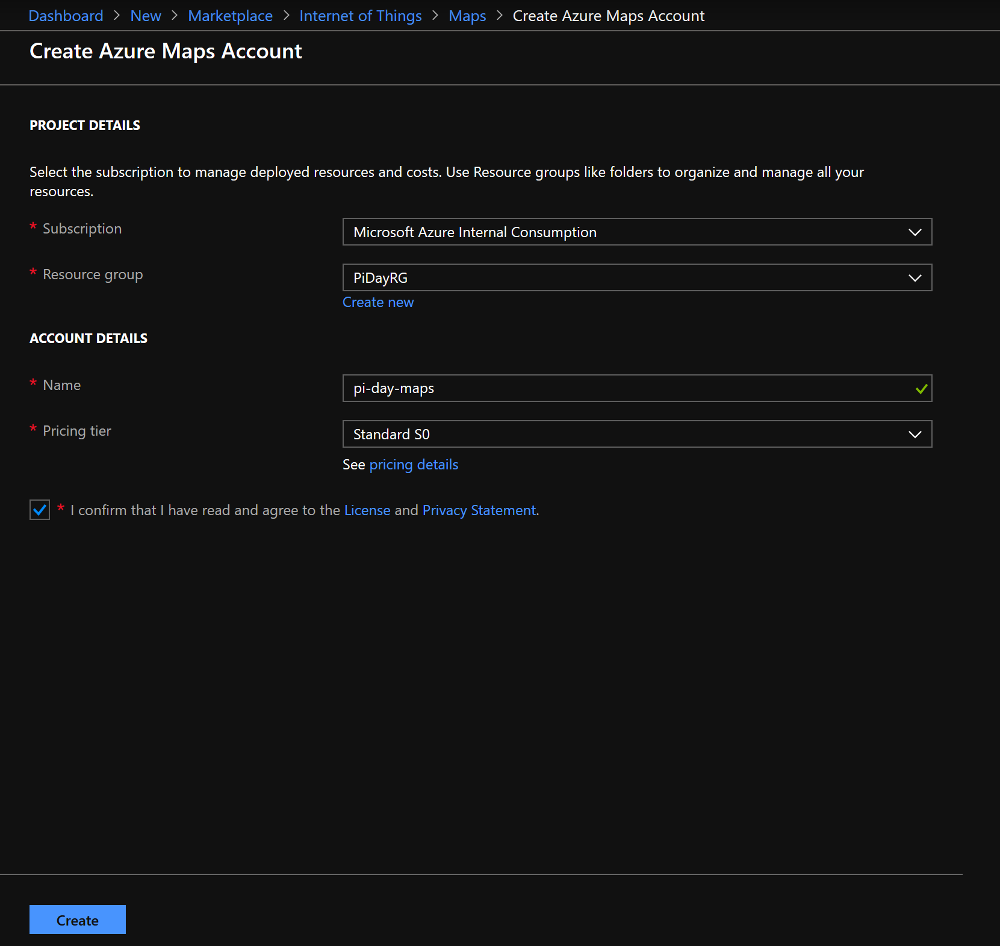 Dashboard > New > Marketplace > Internet of Things > Maps > Create Azure Maps Account
Create Azure Maps Account
PROJECT DETAILS
Select the subscription to manage deployed resources and costs. Use Resource groups like folders to organize and manage all your
resources.
* Subscription
Microsoft Azure Internal Consumption
* Resource group
PiDayRG
Create new
ACCOUNT DETAILS
* Name
pi-day-maps
* Pricing tier
Standard S0
See pricing details
* I confirm that I have read and agree to the License and Privacy Statement.
Create